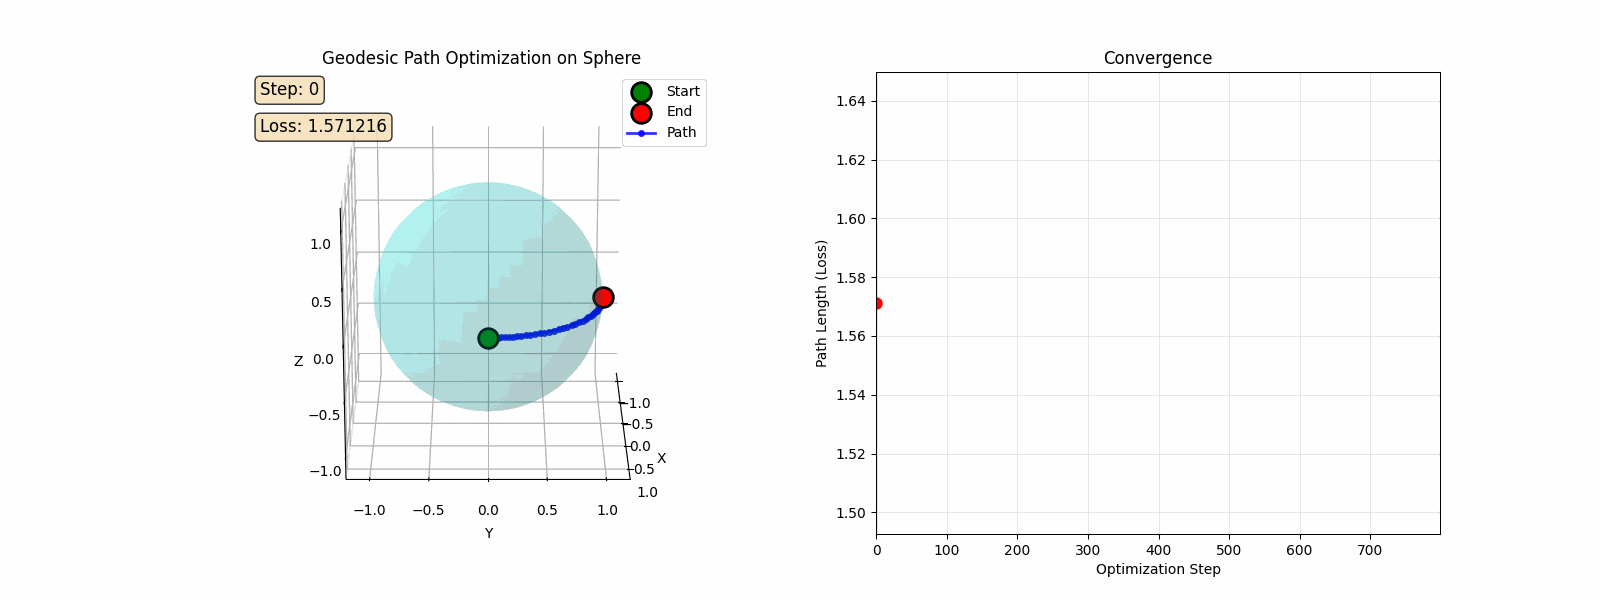 Geodesic Path Optimization on Sphere
Step: 0
Loss: 1.571216
Start
End
Path
1.0
0.5
Z 0.0
−0.5
−1.0
−1.0
−0.5
0.0
0.5
1.0
Y
−1.0
−0.5
0.0
X
0.5
1.0
Convergence
1.64
1.62
1.60
1.58
1.56
1.54
1.52
1.50
Path Length (Loss)
0
100
200
300
400
500
600
700
Optimization Step